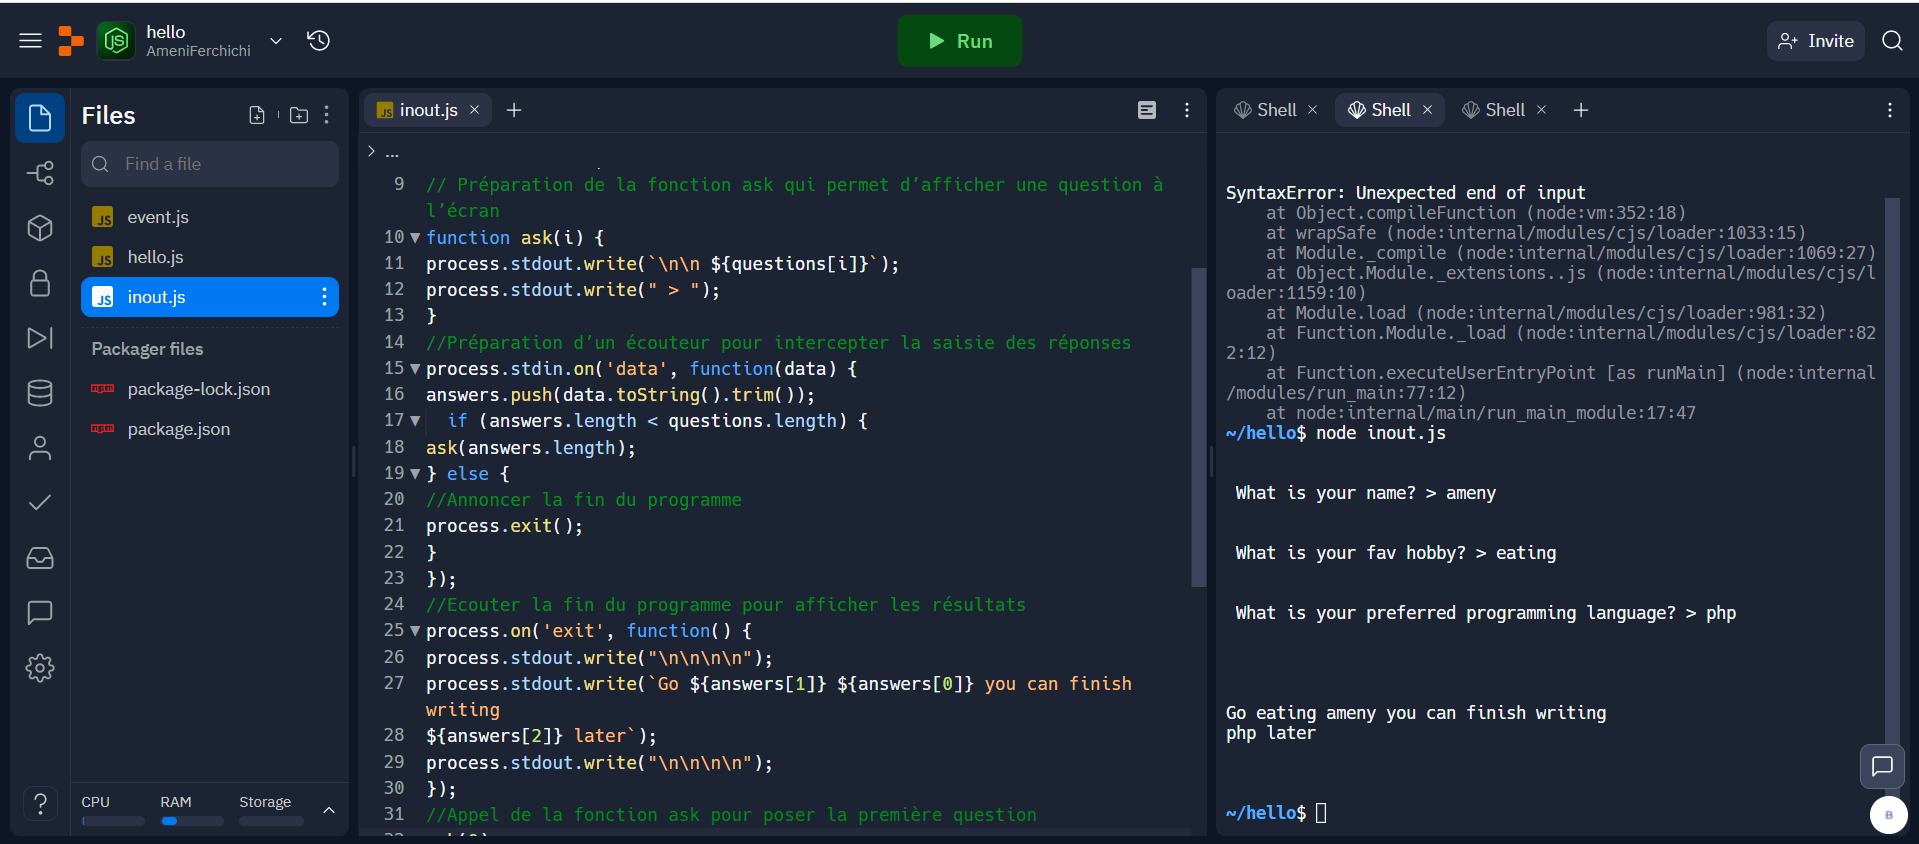 hello
AmeniFerchichi
Run
Invite
Files
Find a file
event.js
hello.js
inout.js
Packager files
package-lock.json
package.json
CPU RAM Storage
inout.js
...
9 // Préparation de la fonction ask qui permet d’afficher une question à
l’écran
10 function ask(i) {
11 process.stdout.write(`\n\n ${questions[i]}`);
12 process.stdout.write(" > ");
13 }
14 //Préparation d’un écouteur pour intercepter la saisie des réponses
15 process.stdin.on('data', function(data) {
16 answers.push(data.toString().trim());
17 if (answers.length < questions.length) {
18 ask(answers.length);
19 } else {
20 //Annoncer la fin du programme
21 process.exit();
22 }
23 });
24 //Ecouter la fin du programme pour afficher les résultats
25 process.on('exit', function() {
26 process.stdout.write("\n\n\n\n");
27 process.stdout.write(`Go ${answers[1]} ${answers[0]} you can finish
writing
28 ${answers[2]} later`);
29 process.stdout.write("\n\n\n\n");
30 });
31 //Appel de la fonction ask pour poser la première question
Shell Shell Shell
SyntaxError: Unexpected end of input
at Object.compileFunction (node:vm:352:18)
at wrapSafe (node:internal/modules/cjs/loader:1033:15)
at Module._compile (node:internal/modules/cjs/loader:1069:27)
at Object.Module._extensions..js (node:internal/modules/cjs/l
oader:1159:10)
at Module.load (node:internal/modules/cjs/loader:981:32)
at Function.Module._load (node:internal/modules/cjs/loader:82
2:12)
at Function.executeUserEntryPoint [as runMain] (node:internal
/modules/run_main:77:12)
at node:internal/main/run_main_module:17:47
~/hello$ node inout.js
What is your name? > ameny
What is your fav hobby? > eating
What is your preferred programming language? > php
Go eating ameny you can finish writing
php later
~/hello$